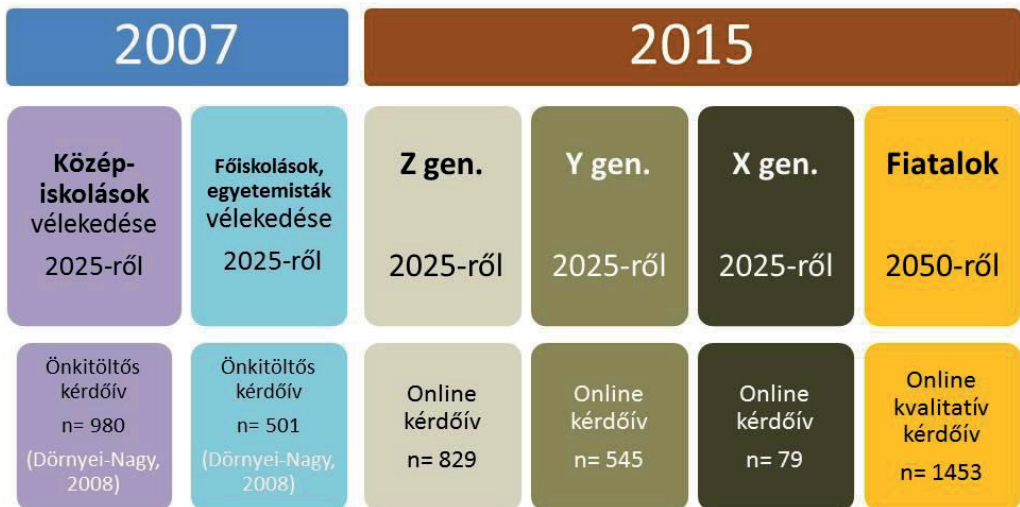 2007
2015
Közép-
iskolások
vélekedése
2025-ről
Főiskolások,
egyetemisták
vélekedése
2025-ről
Z gen.
2025-ről
Y gen.
2025-ről
X gen.
2025-ről
Fiatalok
2050-ről
Önkitöltős
kérdőív
n= 980
(Dörnyei-Nagy,
2008)
Önkitöltős
kérdőív
n= 501
(Dörnyei-Nagy,
2008)
Online
kérdőív
n= 829
Online
kérdőív
n= 545
Online
kérdőív
n= 79
Online
kvalitatív
kérdőív
n= 1453